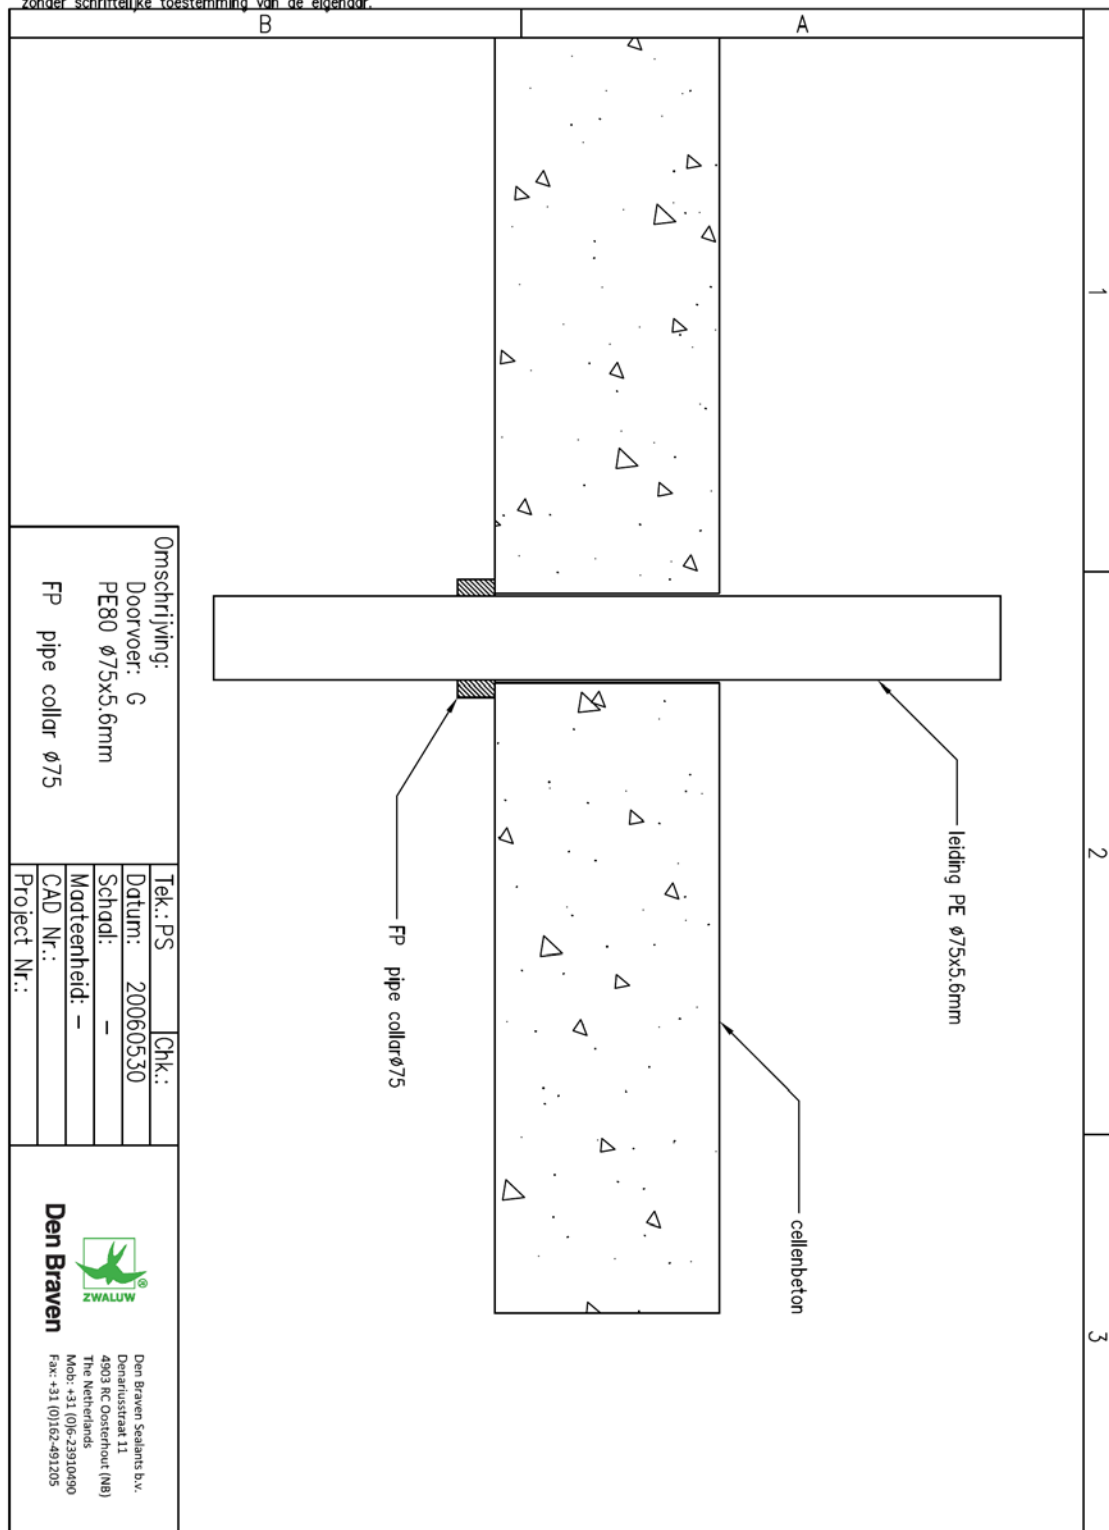 zonder schriftelijke toestemming van de eigenaar.
B
A
1
2
3
leiding PE ø75x5.6mm
cellenbeton
FP pipe collarø75
Omschrijving:
Doorvoer: G
PE80 ø75x5.6mm
FP pipe collar ø75
Tek.: PS
Chk.:
Datum: 20060530
Schaal: –
Maateenheid: –
CAD Nr.:
Project Nr.:
ZWALUW®
Den Braven
Den Braven Sealants b.v.
Denariusstraat 11
4903 RC Oosterhout (NB)
The Netherlands
Mob: +31 (0)6-23910490
Fax: +31 (0)162-491205